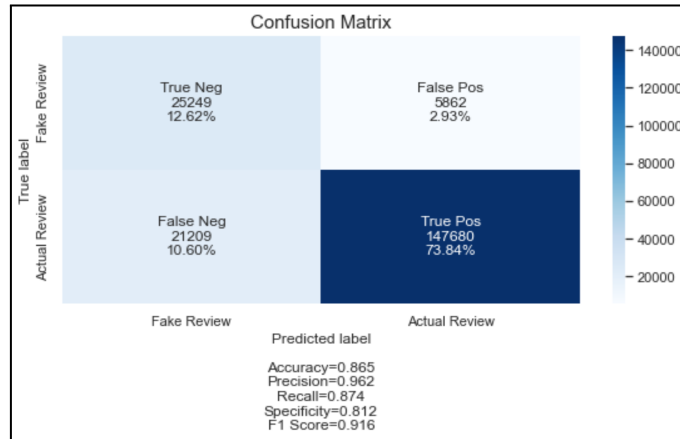 Confusion Matrix
True label
Fake Review
Actual Review
True Neg
25249
12.62%
False Pos
5862
2.93%
False Neg
21209
10.60%
True Pos
147680
73.84%
Fake Review
Actual Review
Predicted label
Accuracy=0.865
Precision=0.962
Recall=0.874
Specificity=0.812
F1 Score=0.916
140000
120000
100000
80000
60000
40000
20000